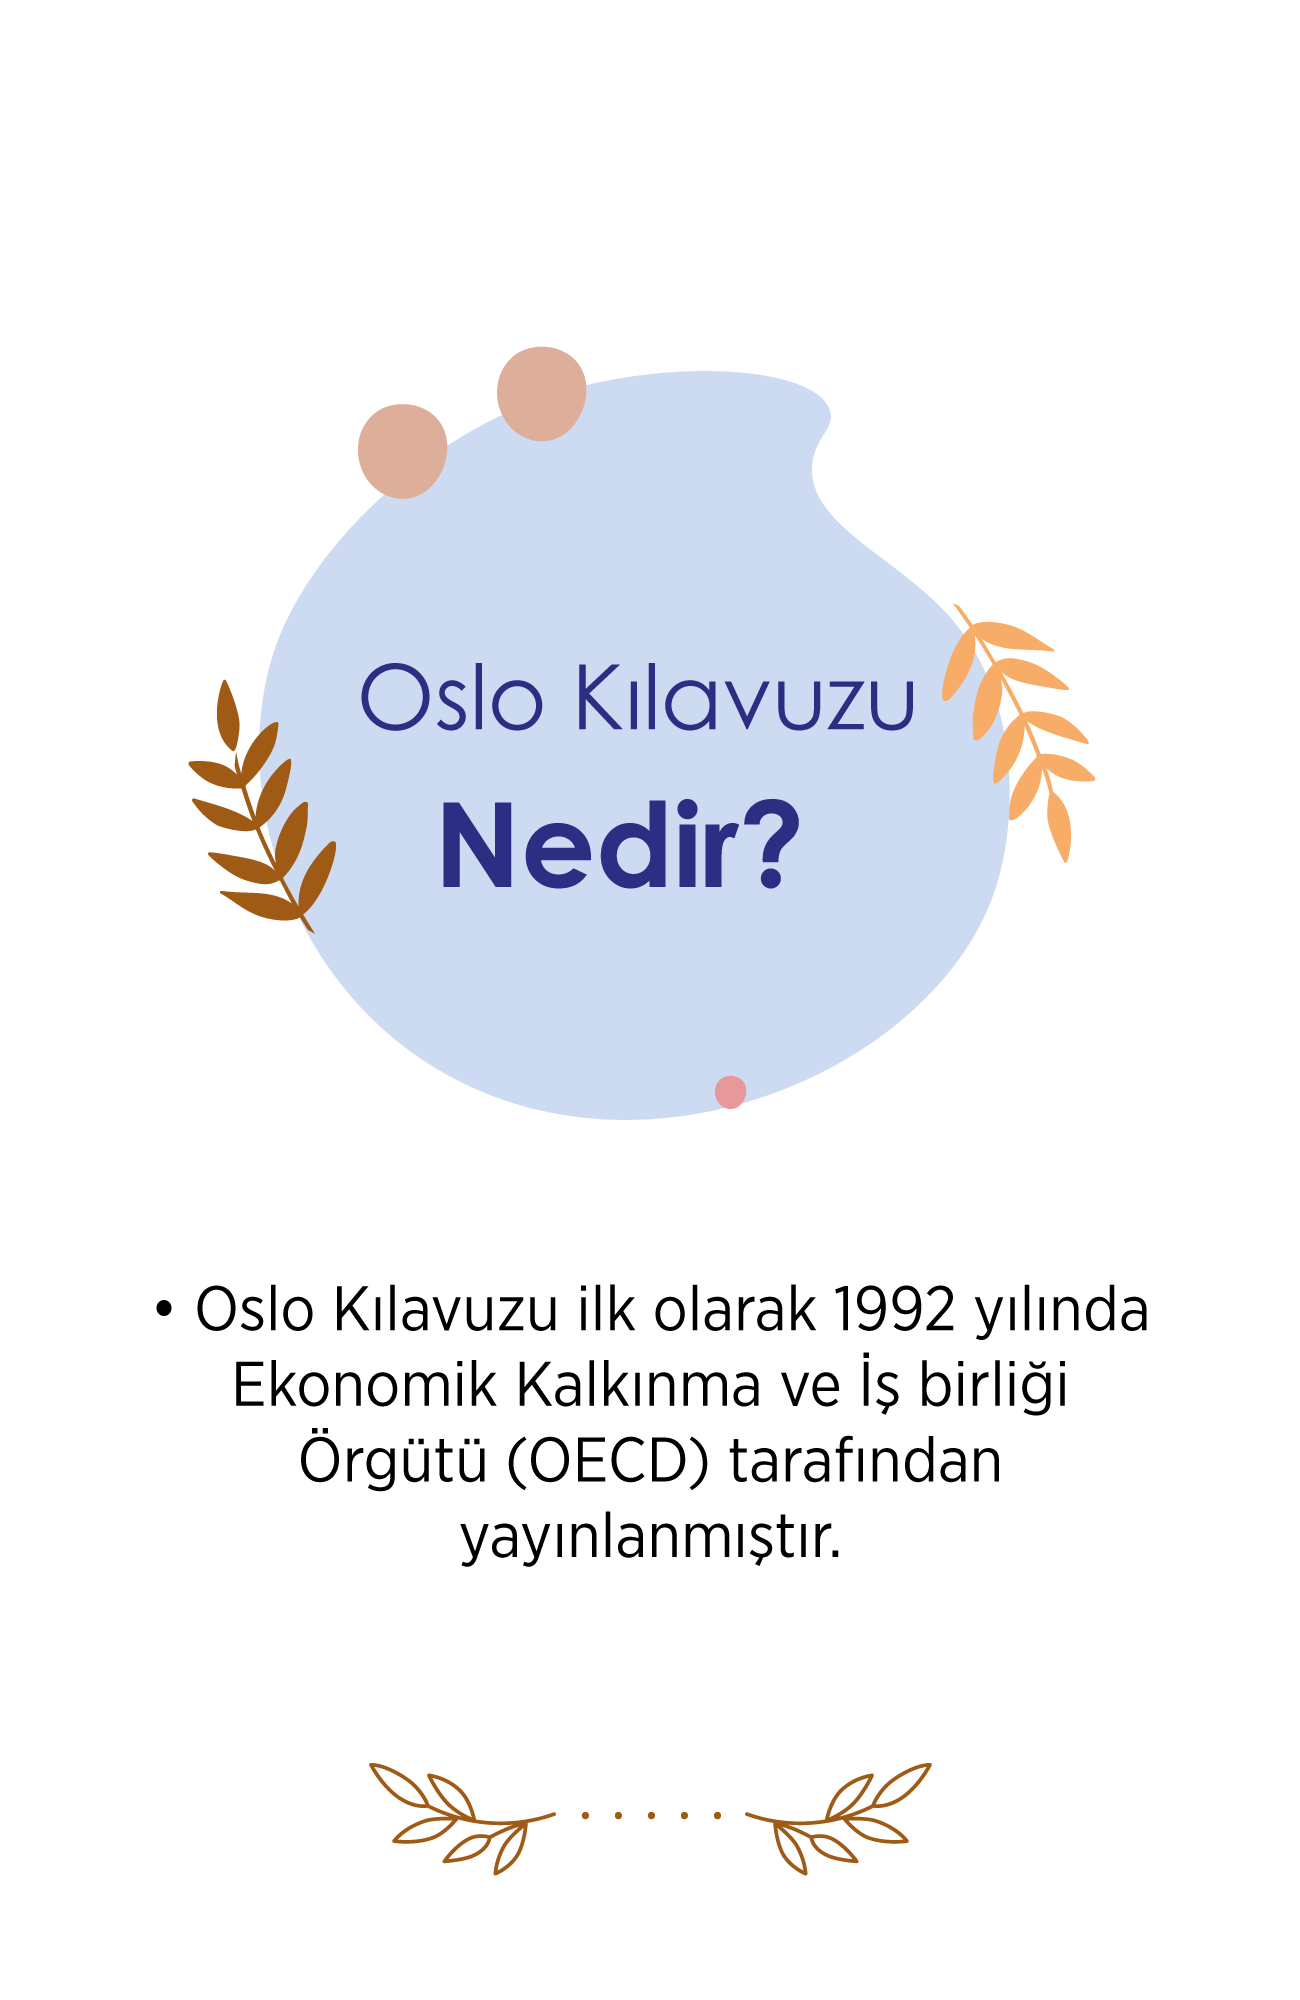 Oslo Kılavuzu
Nedir?
• Oslo Kılavuzu ilk olarak 1992 yılında
Ekonomik Kalkınma ve İş birliği
Örgütü (OECD) tarafından
yayınlanmıştır.